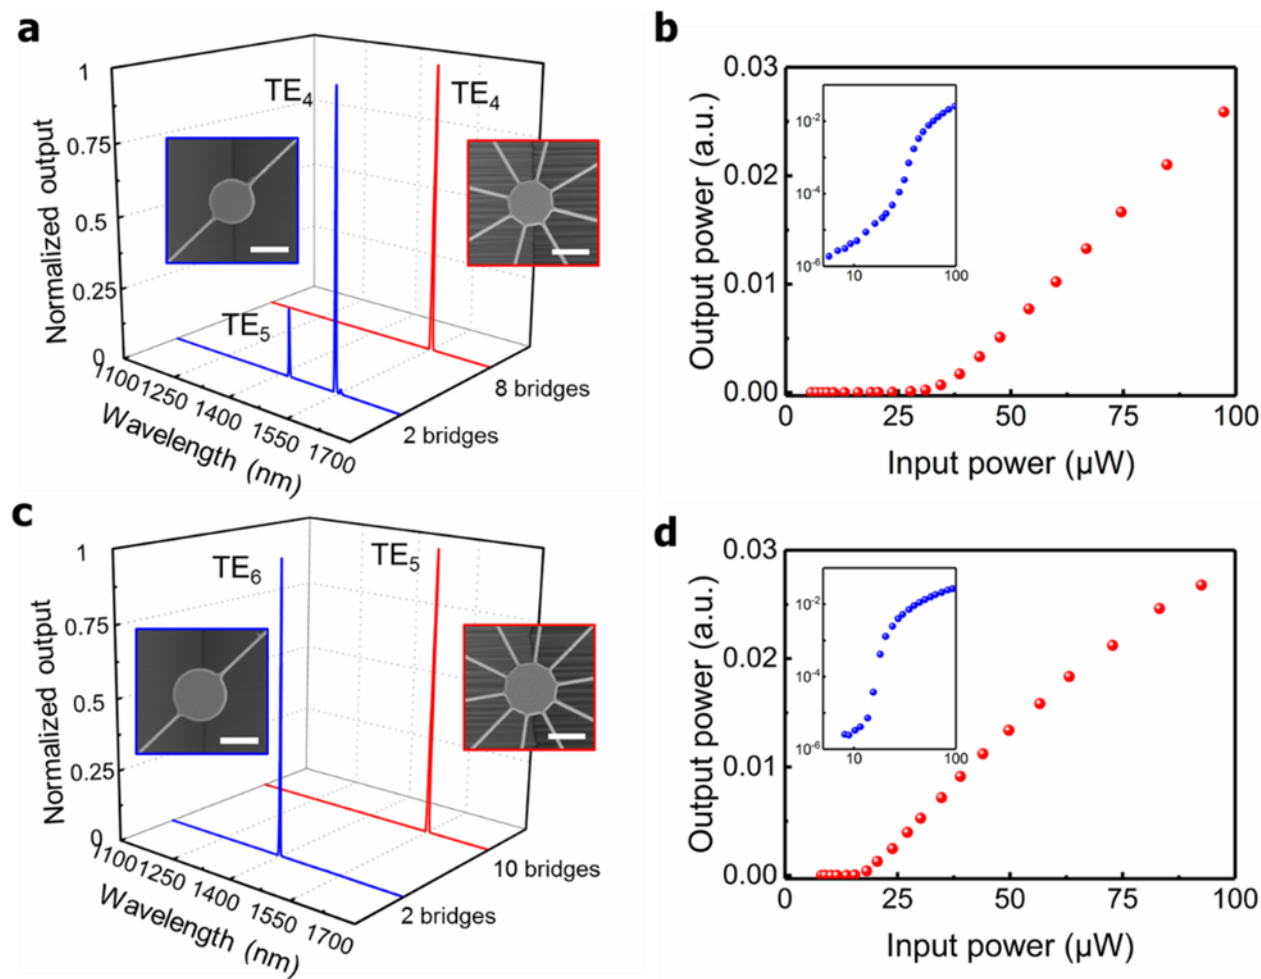 a
1
0.75
0.5
0.25
0
Normalized output
TE4
TE4
TE5
1100
1250
1400
1550
1700
Wavelength (nm)
8 bridges
2 bridges
b
0.03
0.02
0.01
0.00
Output power (a.u.)
10-2
10-4
10-6
10
100
0
25
50
75
100
Input power (μW)
c
1
0.75
0.5
0.25
0
Normalized output
TE6
TE5
1100
1250
1400
1550
1700
Wavelength (nm)
10 bridges
2 bridges
d
0.03
0.02
0.01
0.00
Output power (a.u.)
10-2
10-4
10-6
10
100
0
25
50
75
100
Input power (μW)